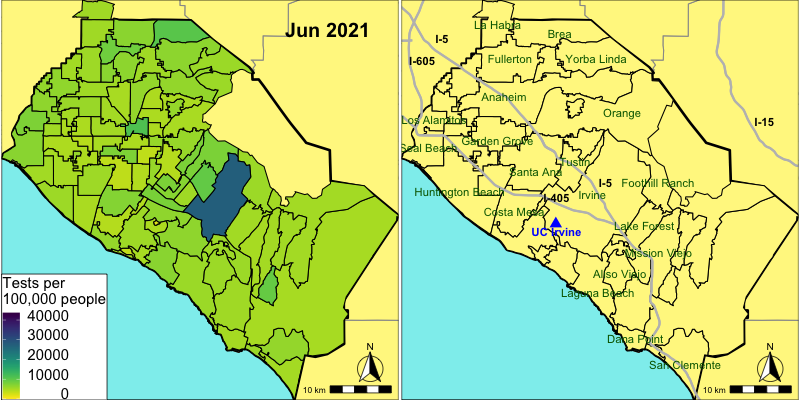 Jun 2021
Tests per
100,000 people
40000
30000
20000
10000
0
N
10 km
La Habra
I-5
Brea
I-605
Fullerton
Yorba Linda
Anaheim
Orange
I-15
Los Alamitos
Garden Grove
Seal Beach
Tustin
Santa Ana
I-5
Foothill Ranch
Huntington Beach
I-405
Irvine
Costa Mesa
UC Irvine
Lake Forest
Mission Viejo
Aliso Viejo
Laguna Beach
Dana Point
San Clemente
N
10 km